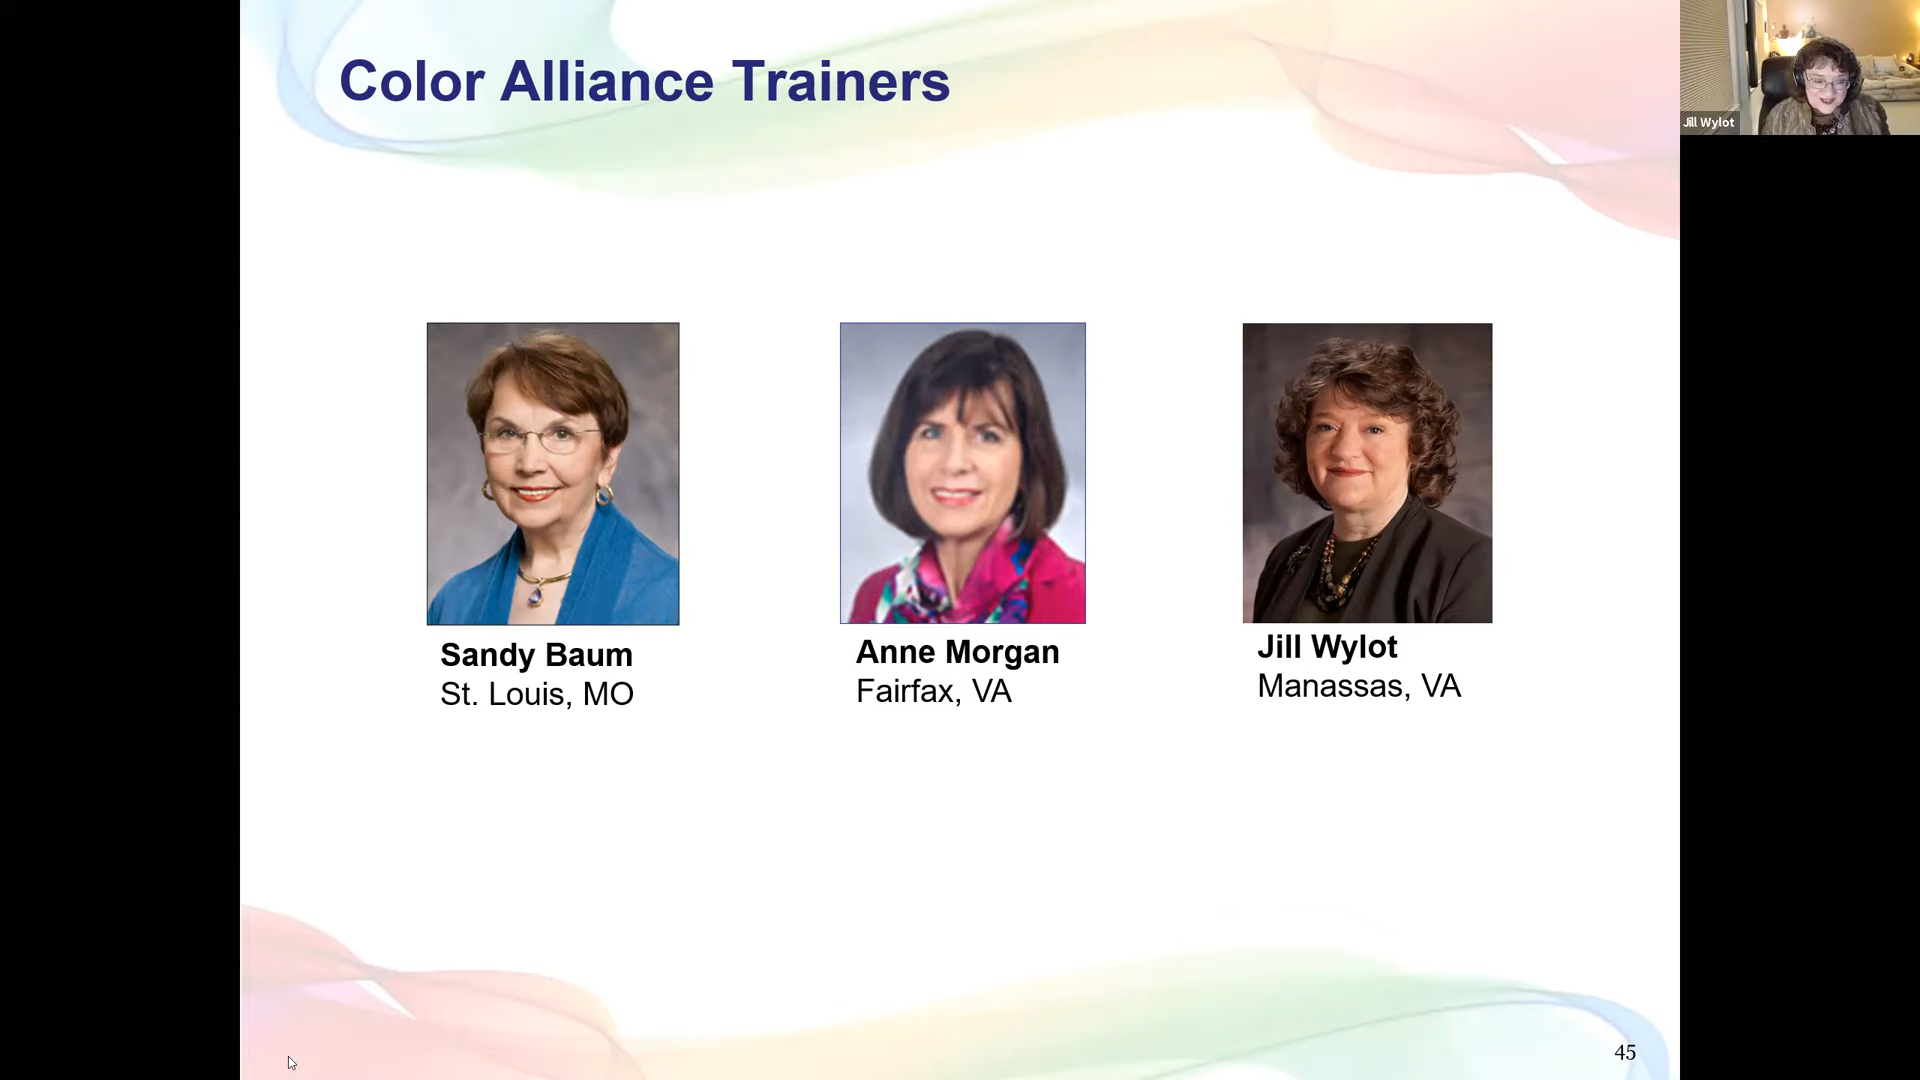 Color Alliance Trainers
Jill Wylot
Sandy Baum
St. Louis, MO
Anne Morgan
Fairfax, VA
Jill Wylot
Manassas, VA
45